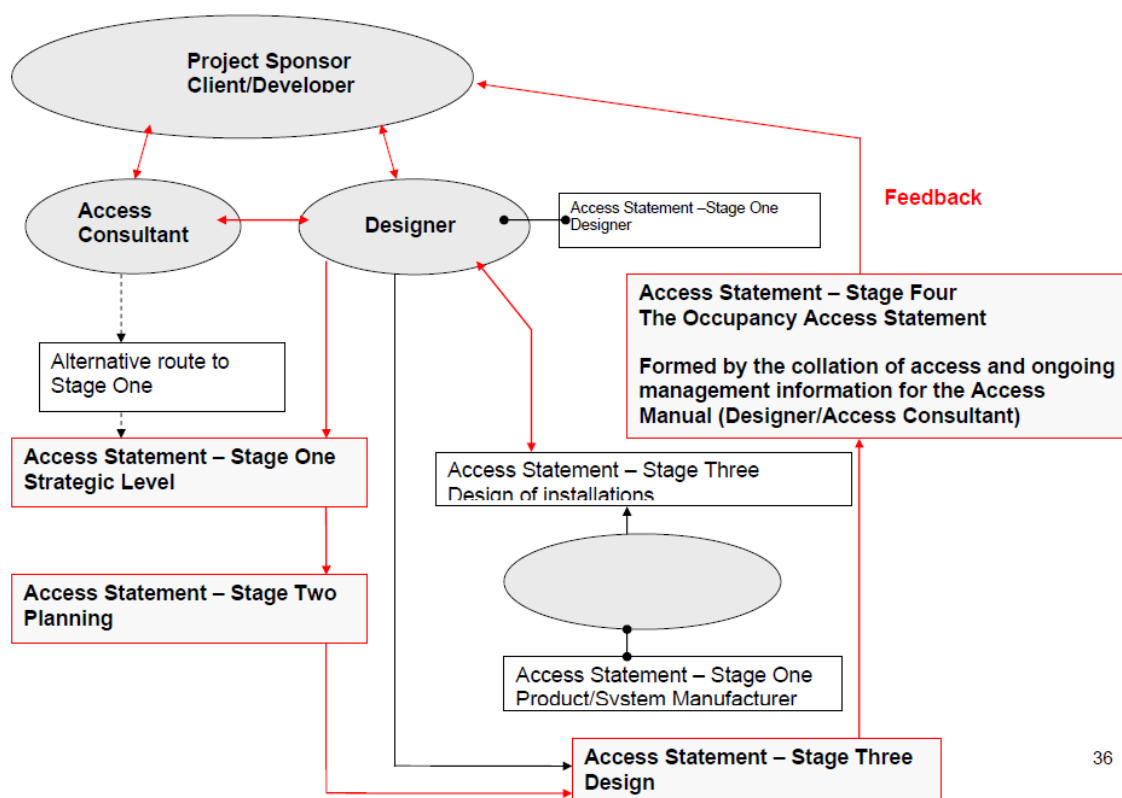 Project Sponsor
Client/Developer
Access
Consultant
Designer
Access Statement –Stage One
Designer
Feedback
Alternative route to
Stage One
Access Statement – Stage Four
The Occupancy Access Statement
Formed by the collation of access and ongoing
management information for the Access
Manual (Designer/Access Consultant)
Access Statement – Stage One
Strategic Level
Access Statement – Stage Three
Design of installations
Access Statement – Stage Two
Planning
Access Statement – Stage One
Product/System Manufacturer
Access Statement – Stage Three
Design
36